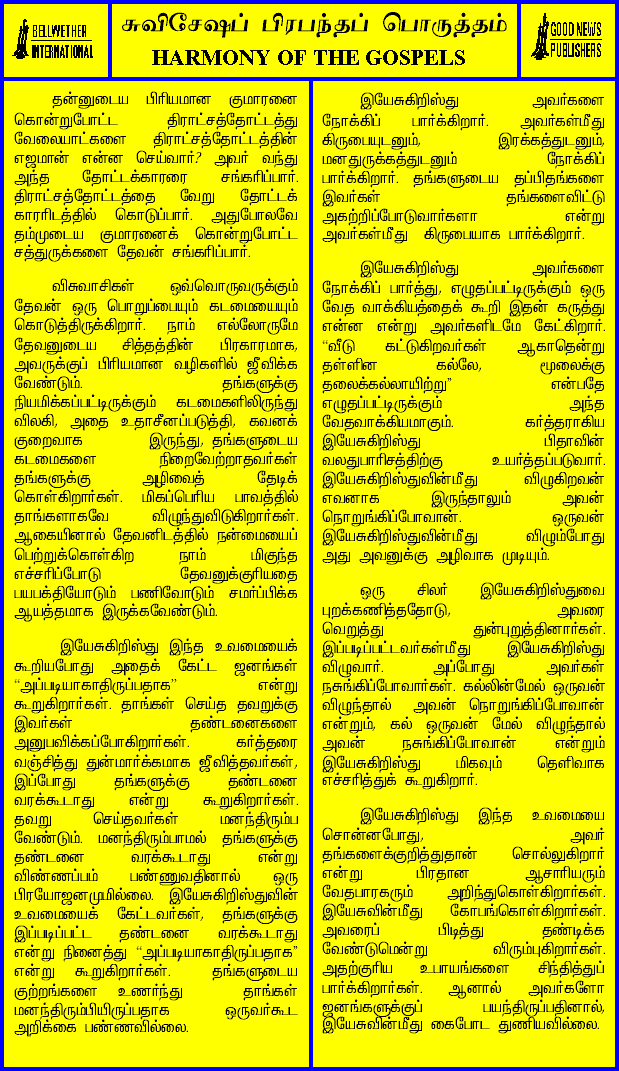 BELLWETHER
INTERNATIONAL
சுவிசேஷப் பிரபந்தப் பொருத்தம்
HARMONY OF THE GOSPELS
GOOD NEWS
PUBLISHERS
தன்னுடைய பிரியமான குமாரனை
கொன்றுபோட்ட திராட்சத்தோட்டத்து
வேலையாட்களை திராட்சத்தோட்டத்தின்
எஜமான் என்ன செய்வார்? அவர் வந்து
அந்த தோட்டக்காரரை சங்கரிப்பார்.
திராட்சத்தோட்டத்தை வேறு தோட்டக்
காரரிடத்தில் கொடுப்பார். அதுபோலவே
தம்முடைய குமாரனைக் கொன்றுபோட்ட
சத்துருக்களை தேவன் சங்கரிப்பார்.
விசுவாசிகள் ஒவ்வொருவருக்கும்
தேவன் ஒரு பொறுப்பையும் கடமையையும்
கொடுத்திருக்கிறார். நாம் எல்லோருமே
தேவனுடைய சித்தத்தின் பிரகாரமாக,
அவருக்குப் பிரியமான வழிகளில் ஜீவிக்க
வேண்டும். தங்களுக்கு
நியமிக்கப்பட்டிருக்கும் கடமைகளிலிருந்து
விலகி, அதை உதாசீனப்படுத்தி, கவனக்
குறைவாக இருந்து, தங்களுடைய
கடமைகளை நிறைவேற்றாதவர்கள்
தங்களுக்கு அழிவைத் தேடிக்
கொள்கிறார்கள். மிகப்பெரிய பாவத்தில்
தாங்களாகவே விழுந்துவிடுகிறார்கள்.
ஆகையினால் தேவனிடத்தில் நன்மையைப்
பெற்றுக்கொள்கிற நாம் மிகுந்த
எச்சரிப்போடு தேவனுக்குரியதை
பயபக்தியோடும் பணிவோடும் சமர்ப்பிக்க
ஆயத்தமாக இருக்கவேண்டும்.
இயேசுகிறிஸ்து இந்த உவமையைக்
கூறியபோது அதைக் கேட்ட ஜனங்கள்
“அப்படியாகாதிருப்பதாக” என்று
கூறுகிறார்கள். தாங்கள் செய்த தவறுக்கு
இவர்கள் தண்டனைகளை
அனுபவிக்கப்போகிறார்கள். கர்த்தரை
வஞ்சித்து துன்மார்க்கமாக ஜீவித்தவர்கள்,
இப்போது தங்களுக்கு தண்டனை
வரக்கூடாது என்று கூறுகிறார்கள்.
தவறு செய்தவர்கள் மனந்திரும்ப
வேண்டும். மனந்திரும்பாமல் தங்களுக்கு
தண்டனை வரக்கூடாது என்று
விண்ணப்பம் பண்ணுவதினால் ஒரு
பிரயோஜனமுமில்லை. இயேசுகிறிஸ்துவின்
உவமையைக் கேட்டவர்கள், தங்களுக்கு
இப்படிப்பட்ட தண்டனை வரக்கூடாது
என்று நினைத்து “அப்படியாகாதிருப்பதாக”
என்று கூறுகிறார்கள். தங்களுடைய
குற்றங்களை உணர்ந்து தாங்கள்
மனந்திரும்பியிருப்பதாக ஒருவர்கூட
அறிக்கை பண்ணவில்லை.
இயேசுகிறிஸ்து அவர்களை
நோக்கிப் பார்க்கிறார். அவர்கள்மீது
கிருபையுடனும், இரக்கத்துடனும்,
மனதுருக்கத்துடனும் நோக்கிப்
பார்க்கிறார். தங்களுடைய தப்பிதங்களை
இவர்கள் தங்களைவிட்டு
அகற்றிப்போடுவார்களா என்று
அவர்கள்மீது கிருபையாக பார்க்கிறார்.
இயேசுகிறிஸ்து அவர்களை
நோக்கிப் பார்த்து, எழுதப்பட்டிருக்கும் ஒரு
வேத வாக்கியத்தைக் கூறி இதன் கருத்து
என்ன என்று அவர்களிடமே கேட்கிறார்.
“வீடு கட்டுகிறவர்கள் ஆகாதென்று
தள்ளின கல்லே, மூலைக்கு
தலைக்கல்லாயிற்று” என்பதே
எழுதப்பட்டிருக்கும் அந்த
வேதவாக்கியமாகும். கர்த்தராகிய
இயேசுகிறிஸ்து பிதாவின்
வலதுபாரிசத்திற்கு உயர்த்தப்படுவார்.
இயேசுகிறிஸ்துவின்மீது விழுகிறவன்
எவனாக இருந்தாலும் அவன்
நொறுங்கிப்போவான். ஒருவன்
இயேசுகிறிஸ்துவின்மீது விழும்போது
அது அவனுக்கு அழிவாக முடியும்.
ஒரு சிலர் இயேசுகிறிஸ்துவை
புறக்கணித்ததோடு, அவரை
வெறுத்து துன்புறுத்தினார்கள்.
இப்படிப்பட்டவர்கள்மீது இயேசுகிறிஸ்து
விழுவார். அப்போது அவர்கள்
நசுங்கிப்போவார்கள். கல்லின்மேல் ஒருவன்
விழுந்தால் அவன் நொறுங்கிப்போவான்
என்றும், கல் ஒருவன் மேல் விழுந்தால்
அவன் நசுங்கிப்போவான் என்றும்
இயேசுகிறிஸ்து மிகவும் தெளிவாக
எச்சரித்துக் கூறுகிறார்.
இயேசுகிறிஸ்து இந்த உவமையை
சொன்னபோது, அவர்
தங்களைக்குறித்துதான் சொல்லுகிறார்
என்று பிரதான ஆசாரியரும்
வேதபாரகரும் அறிந்துகொள்கிறார்கள்.
இயேசுவின்மீது கோபங்கொள்கிறார்கள்.
அவரைப் பிடித்து தண்டிக்க
வேண்டுமென்று விரும்புகிறார்கள்.
அதற்குரிய உபாயங்களை சிந்தித்துப்
பார்க்கிறார்கள். ஆனால் அவர்களோ
ஜனங்களுக்குப் பயந்திருப்பதினால்,
இயேசுவின்மீது கைபோட துணியவில்லை.